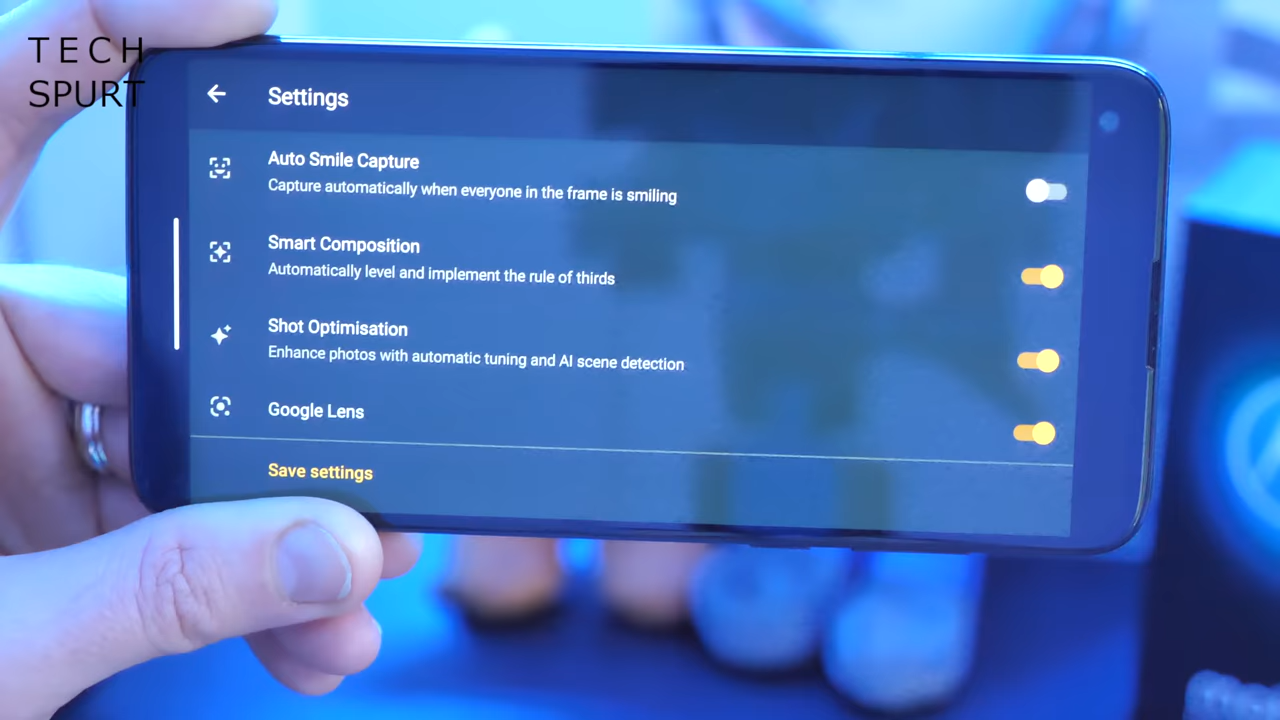 TECH
SPURT
Settings
Auto Smile Capture
Capture automatically when everyone in the frame is smiling
Smart Composition
Automatically level and implement the rule of thirds
Shot Optimisation
Enhance photos with automatic tuning and AI scene detection
Google Lens
Save settings